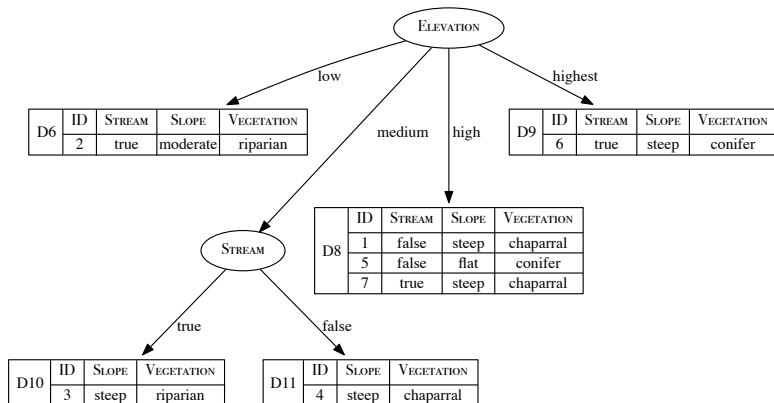 ELEVATION
low
medium
high
highest
D6
ID STREAM SLOPE VEGETATION
2 true moderate riparian
D9
ID STREAM SLOPE VEGETATION
6 true steep conifer
STREAM
D8
ID STREAM SLOPE VEGETATION
1 false steep chaparral
5 false flat conifer
7 true steep chaparral
true
false
D10
ID SLOPE VEGETATION
3 steep riparian
D11
ID SLOPE VEGETATION
4 steep chaparral